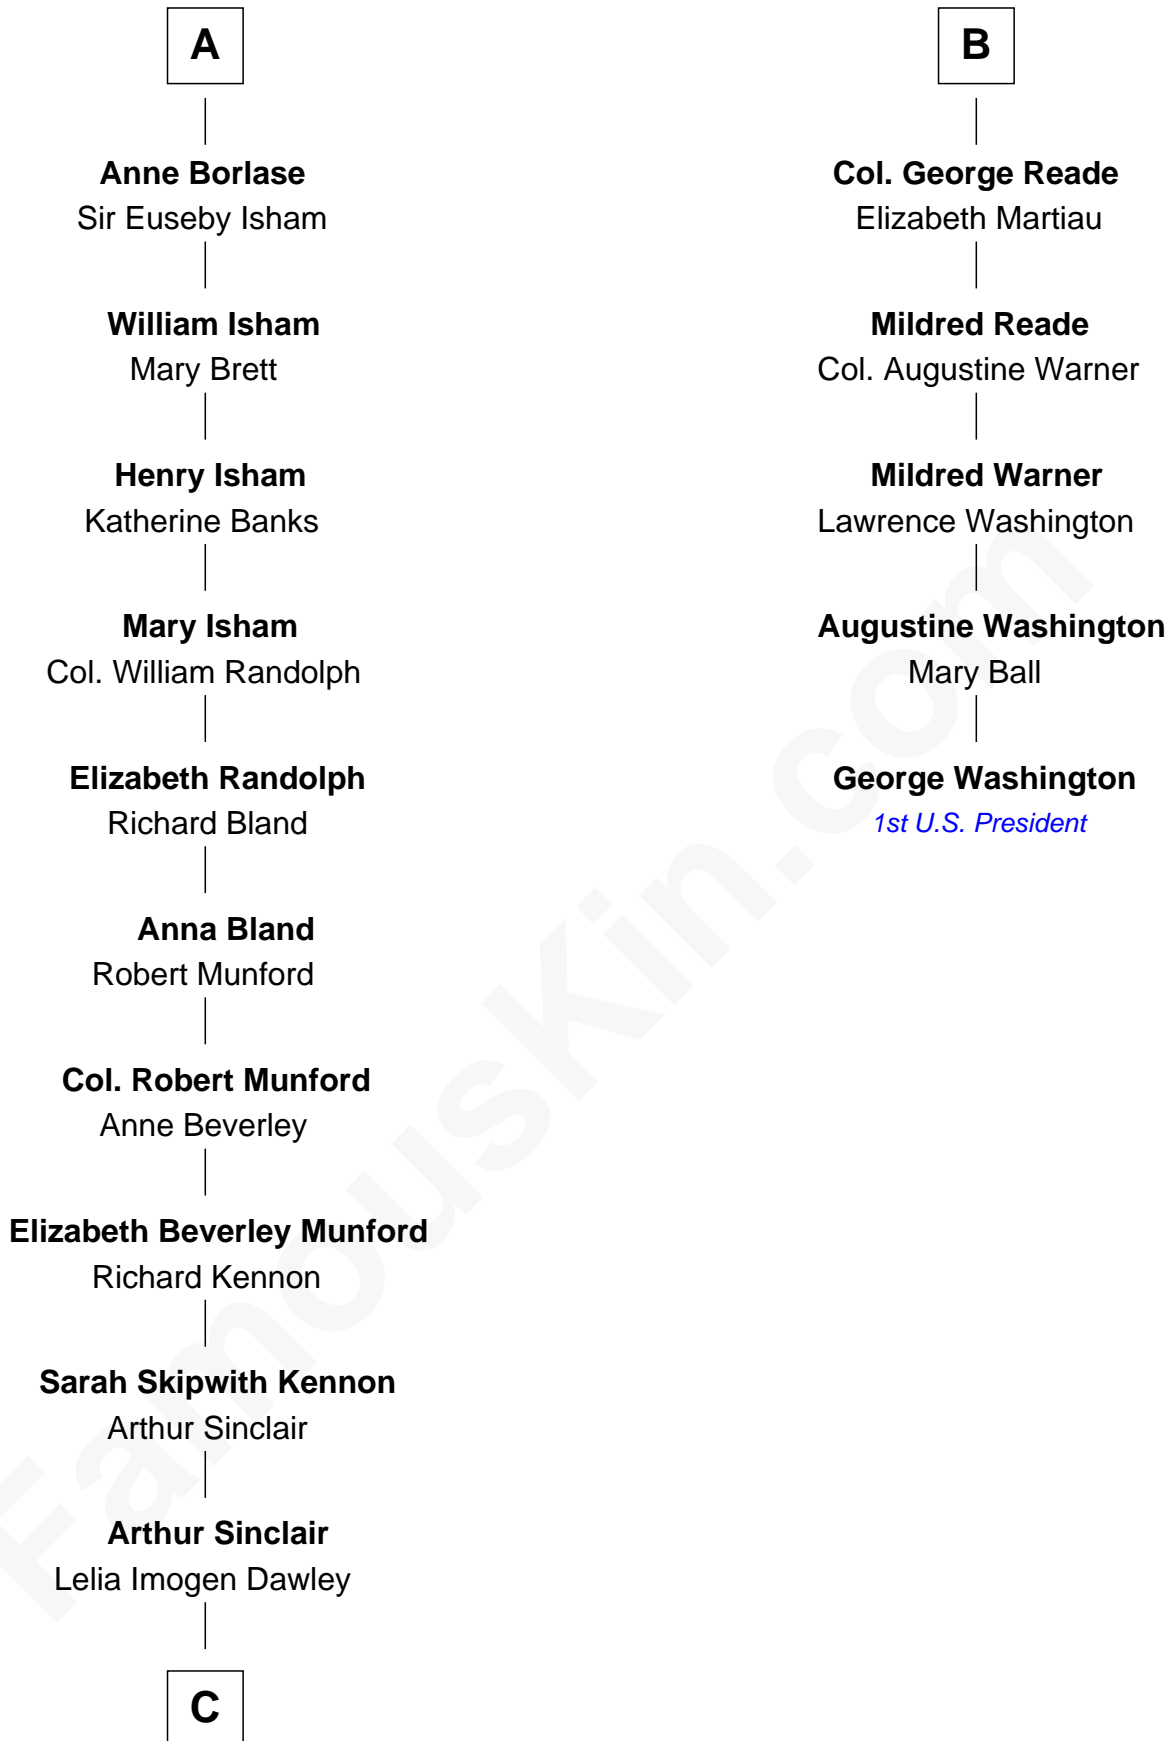 A
Anne Borlase
Sir Euseby Isham
William Isham
Mary Brett
Henry Isham
Katherine Banks
Mary Isham
Col. William Randolph
Elizabeth Randolph
Richard Bland
Anna Bland
Robert Munford
Col. Robert Munford
Anne Beverley
Elizabeth Beverley Munford
Richard Kennon
Sarah Skipwith Kennon
Arthur Sinclair
Arthur Sinclair
Lelia Imogen Dawley
C
B
Col. George Reade
Elizabeth Martiau
Mildred Reade
Col. Augustine Warner
Mildred Warner
Lawrence Washington
Augustine Washington
Mary Ball
George Washington
1st U.S. President
FamousKin.com